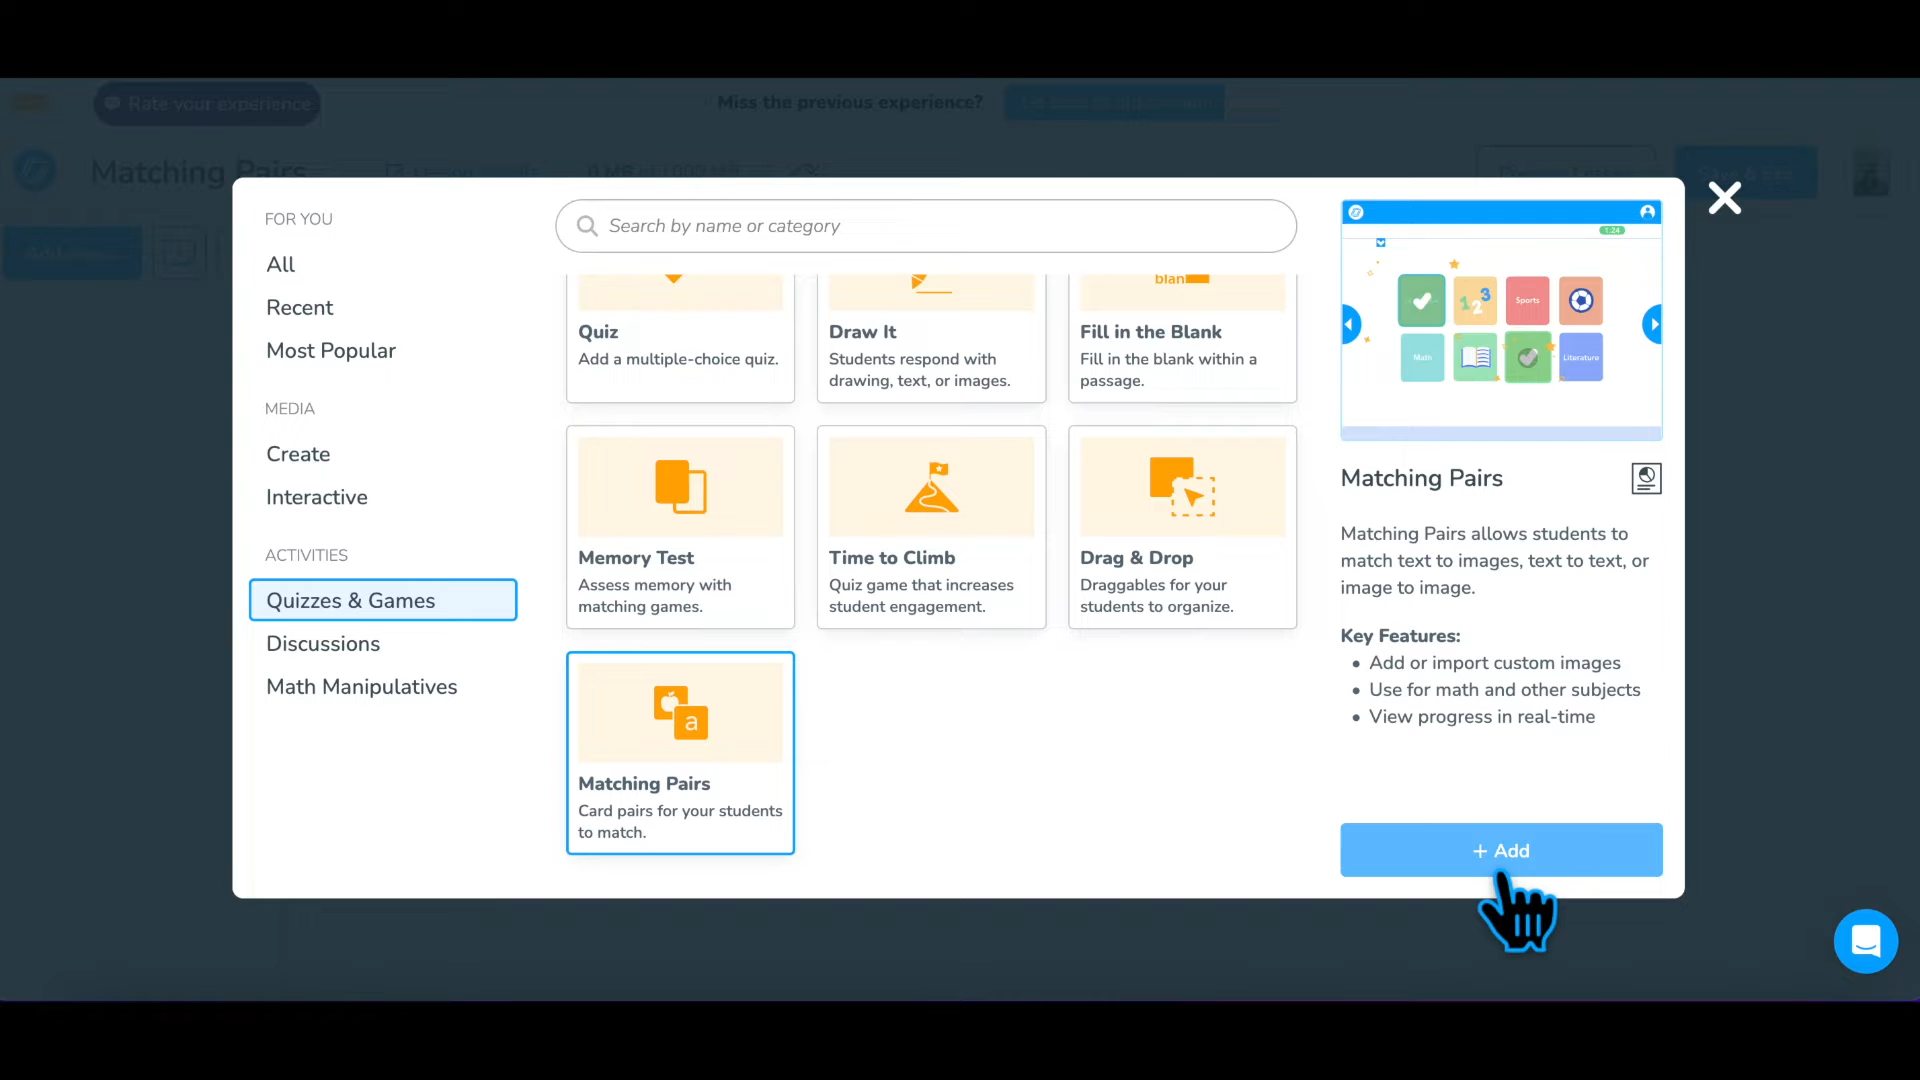 Rate your experience
Miss the previous experience?
Matching Pairs
FOR YOU
All
Recent
Most Popular
MEDIA
Create
Interactive
ACTIVITIES
Quizzes & Games
Discussions
Math Manipulatives
Search by name or category
Quiz
Add a multiple-choice quiz.
Draw It
Students respond with
drawing, text, or images.
blan
Fill in the Blank
Fill in the blank within a
passage.
Memory Test
Assess memory with
matching games.
Time to Climb
Quiz game that increases
student engagement.
Drag & Drop
Draggables for your
students to organize.
a
Matching Pairs
Card pairs for your students
to match.
1:24
1 2 3
Sports
Math
Literature
Matching Pairs
Matching Pairs allows students to
match text to images, text to text, or
image to image.
Key Features:
• Add or import custom images
• Use for math and other subjects
• View progress in real-time
+ Add